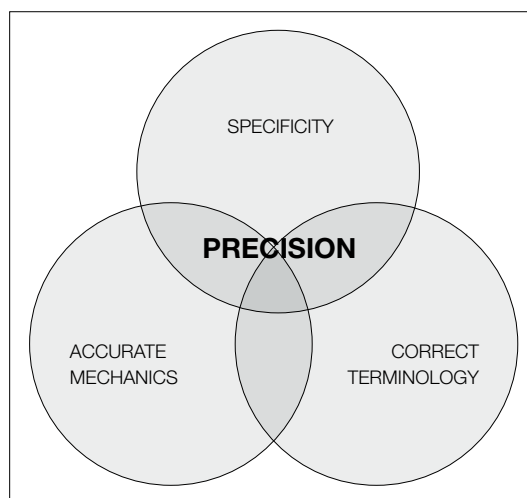 SPECIFICITY
PRECISION
ACCURATE
MECHANICS
CORRECT
TERMINOLOGY